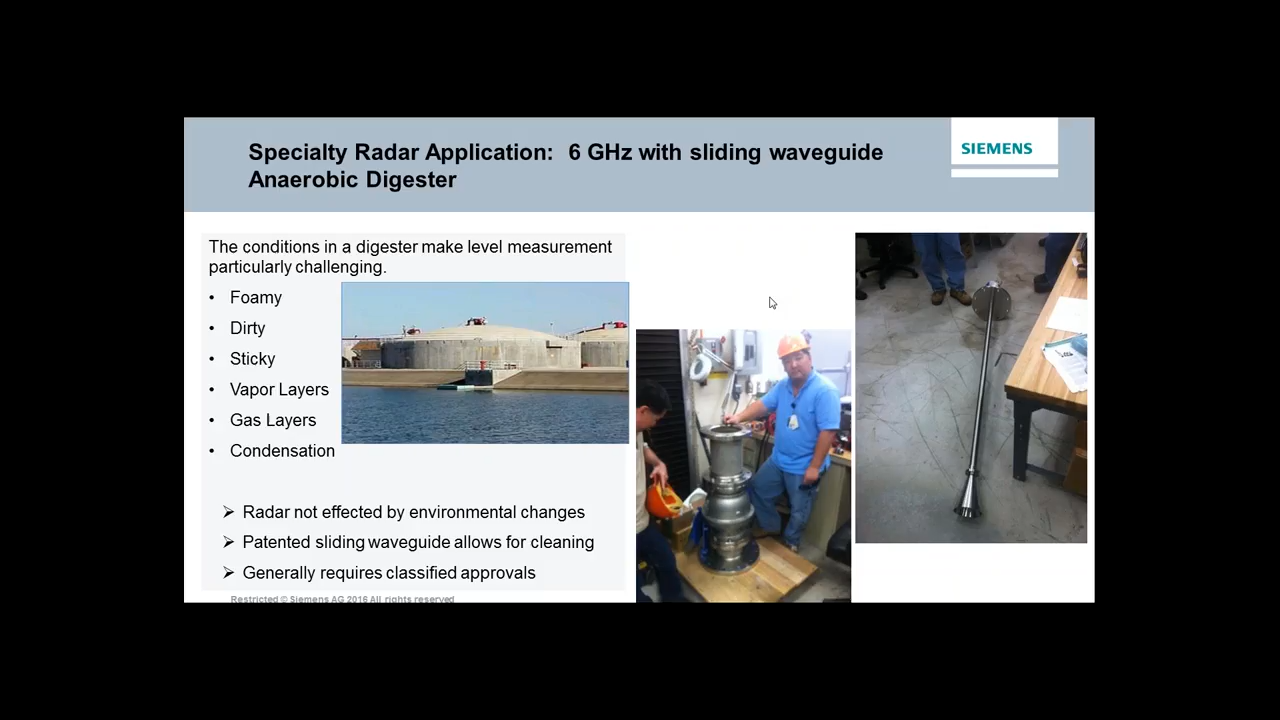 Specialty Radar Application:  6 GHz with sliding waveguide
Anaerobic Digester
SIEMENS
The conditions in a digester make level measurement
particularly challenging.
• Foamy
• Dirty
• Sticky
• Vapor Layers
• Gas Layers
• Condensation
➢ Radar not effected by environmental changes
➢ Patented sliding waveguide allows for cleaning
➢ Generally requires classified approvals
Restricted © Siemens AG 2016 All rights reserved